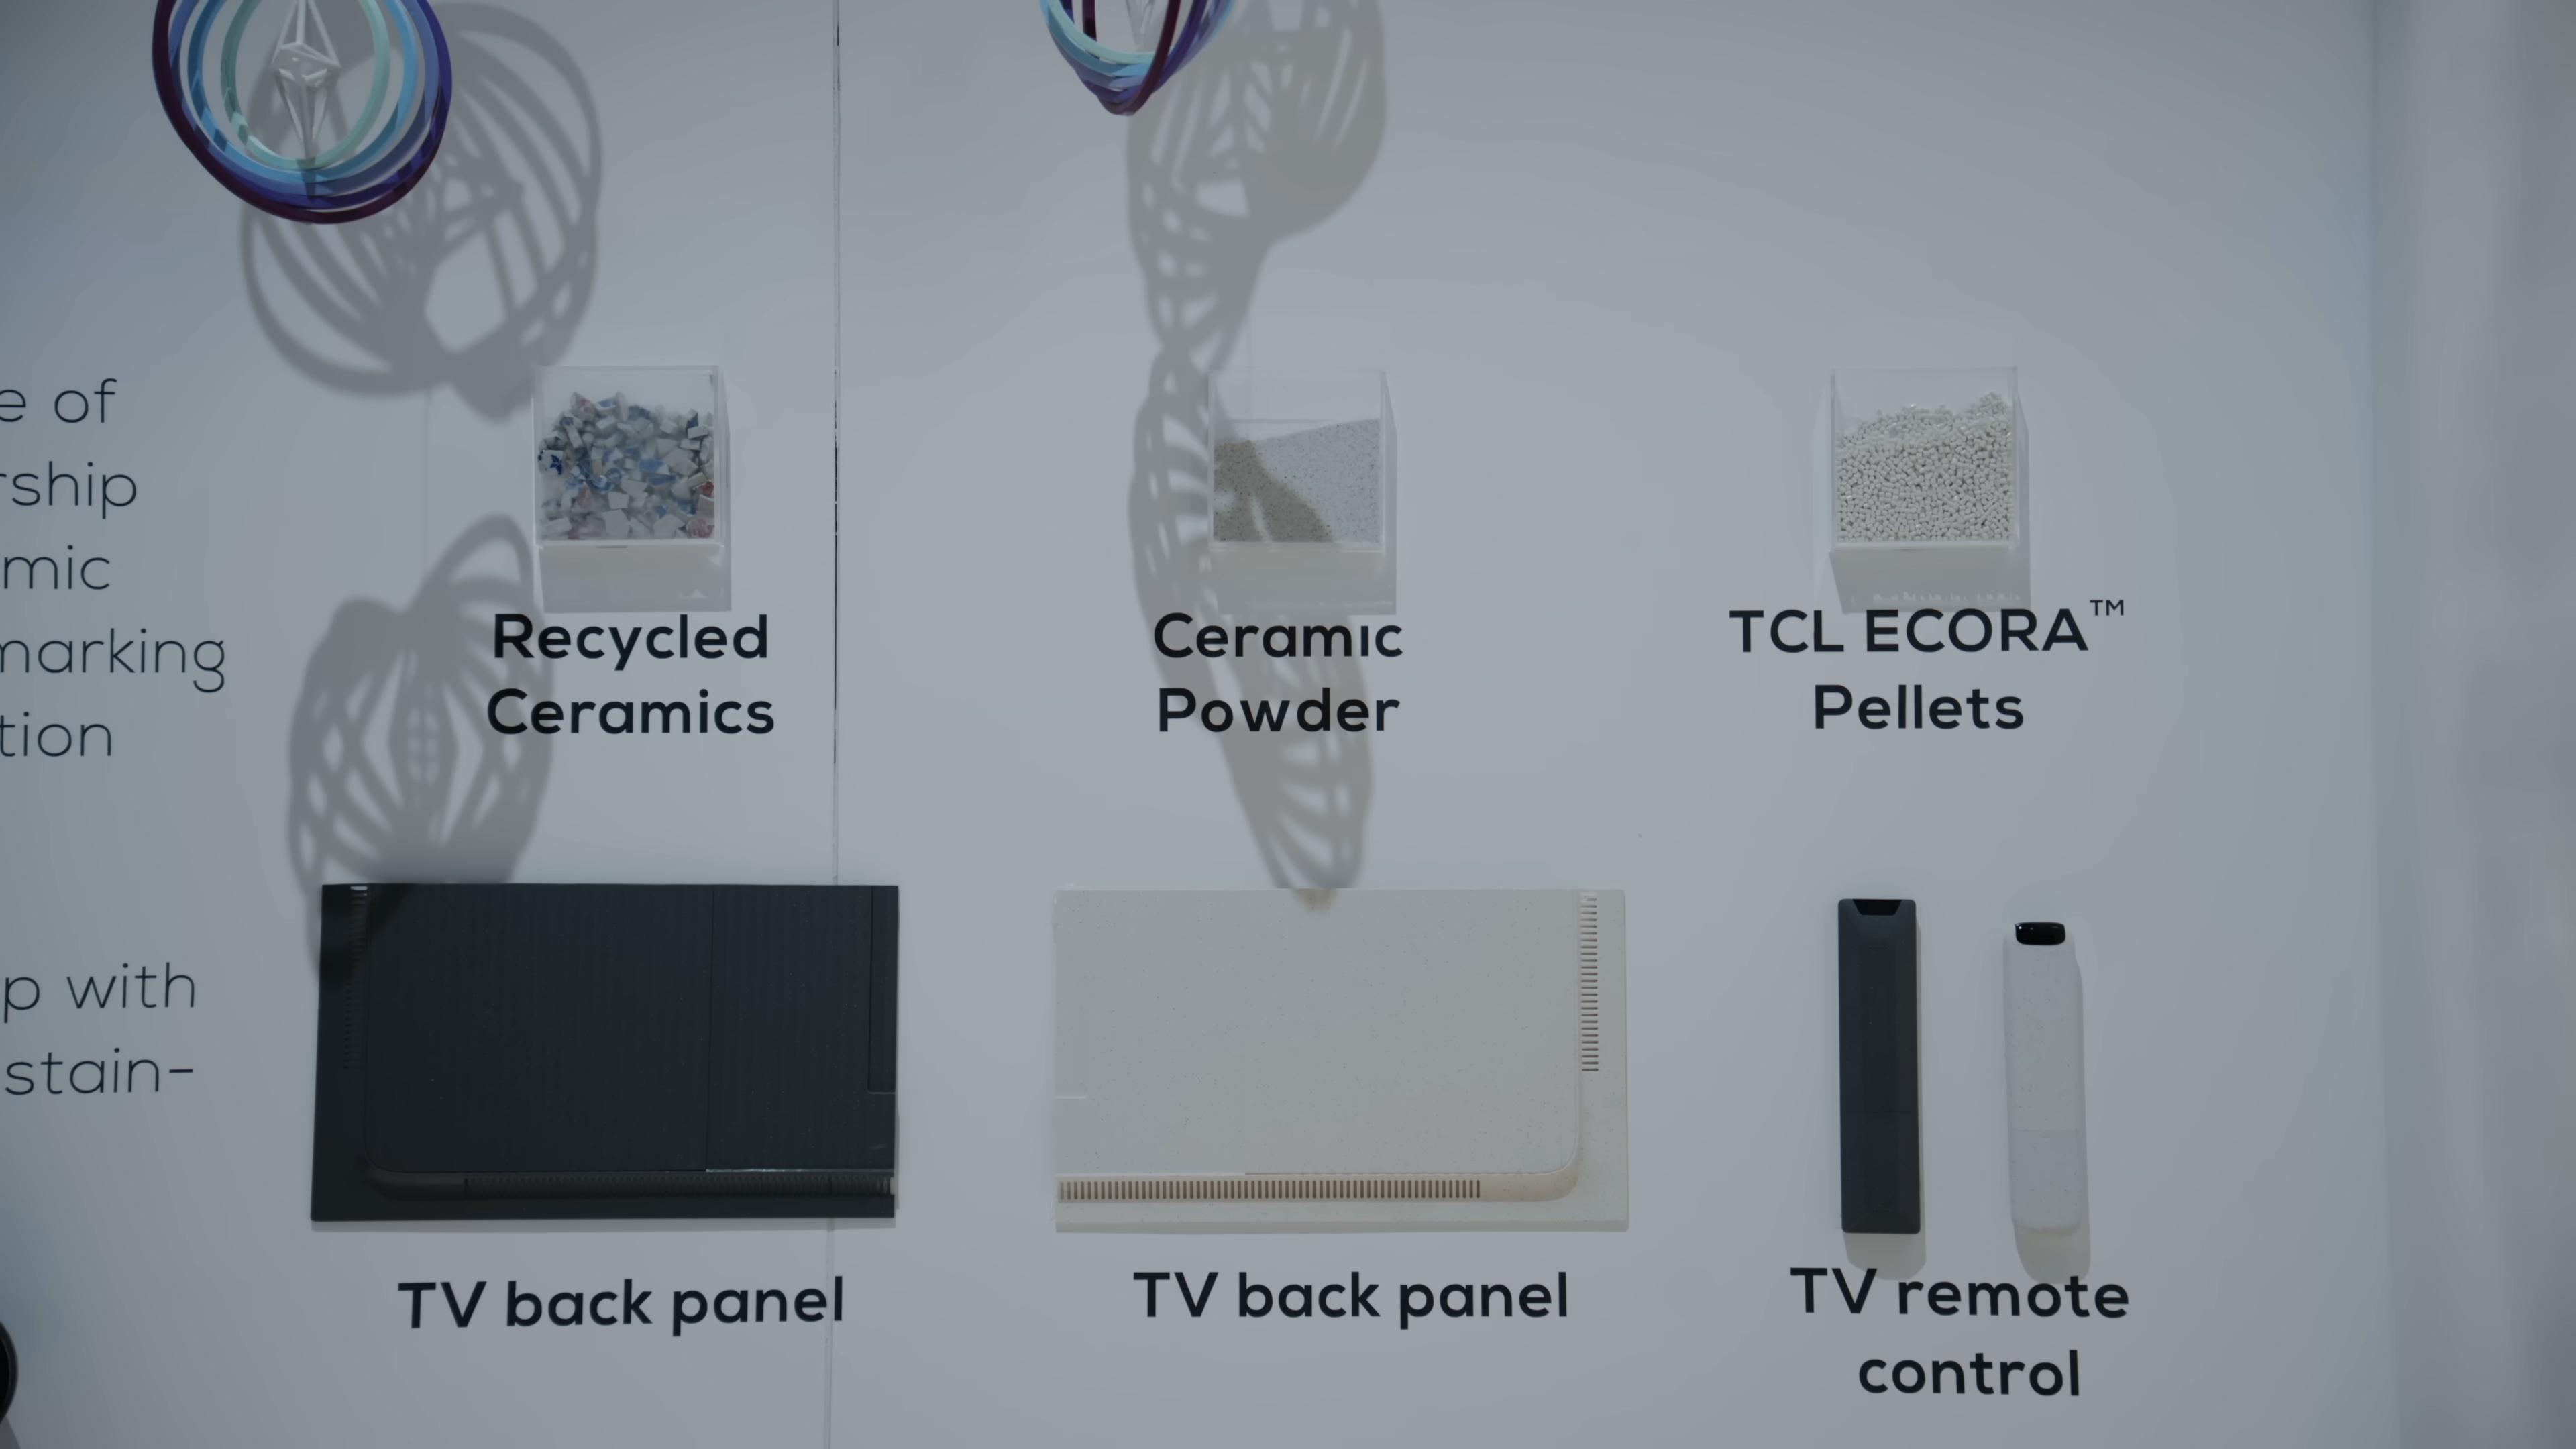 e of
rship
mic
marking
tion
p with
stain-
Recycled
Ceramics
Ceramic
Powder
TCL ECORA™
Pellets
TV back panel
TV back panel
TV remote
control